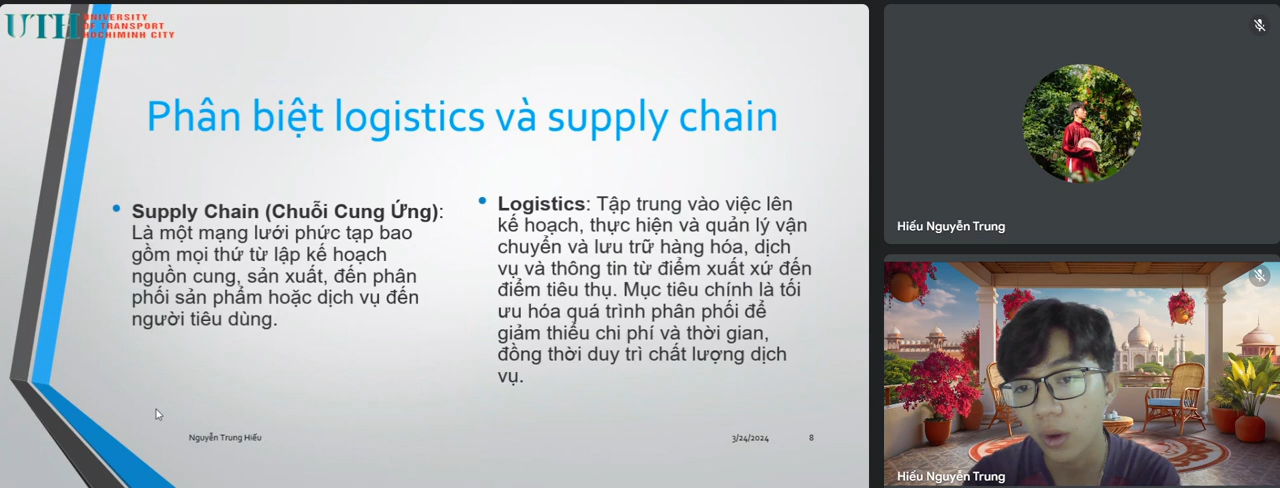 UTH UNIVERSITY
OF TRANSPORT
HOCHIMINH CITY
Phân biệt logistics và supply chain
• Supply Chain (Chuỗi Cung Ứng):
Là một mạng lưới phức tạp bao
gồm mọi thứ từ lập kế hoạch
nguồn cung, sản xuất, đến phân
phối sản phẩm hoặc dịch vụ đến
người tiêu dùng.
• Logistics: Tập trung vào việc lên
kế hoạch, thực hiện và quản lý vận
chuyển và lưu trữ hàng hóa, dịch
vụ và thông tin từ điểm xuất xứ đến
điểm tiêu thụ. Mục tiêu chính là tối
ưu hóa quá trình phân phối để
giảm thiểu chi phí và thời gian,
đồng thời duy trì chất lượng dịch
vụ.
Nguyễn Trung Hiếu
3/24/2024
8
Hiếu Nguyễn Trung
Hiếu Nguyễn Trung